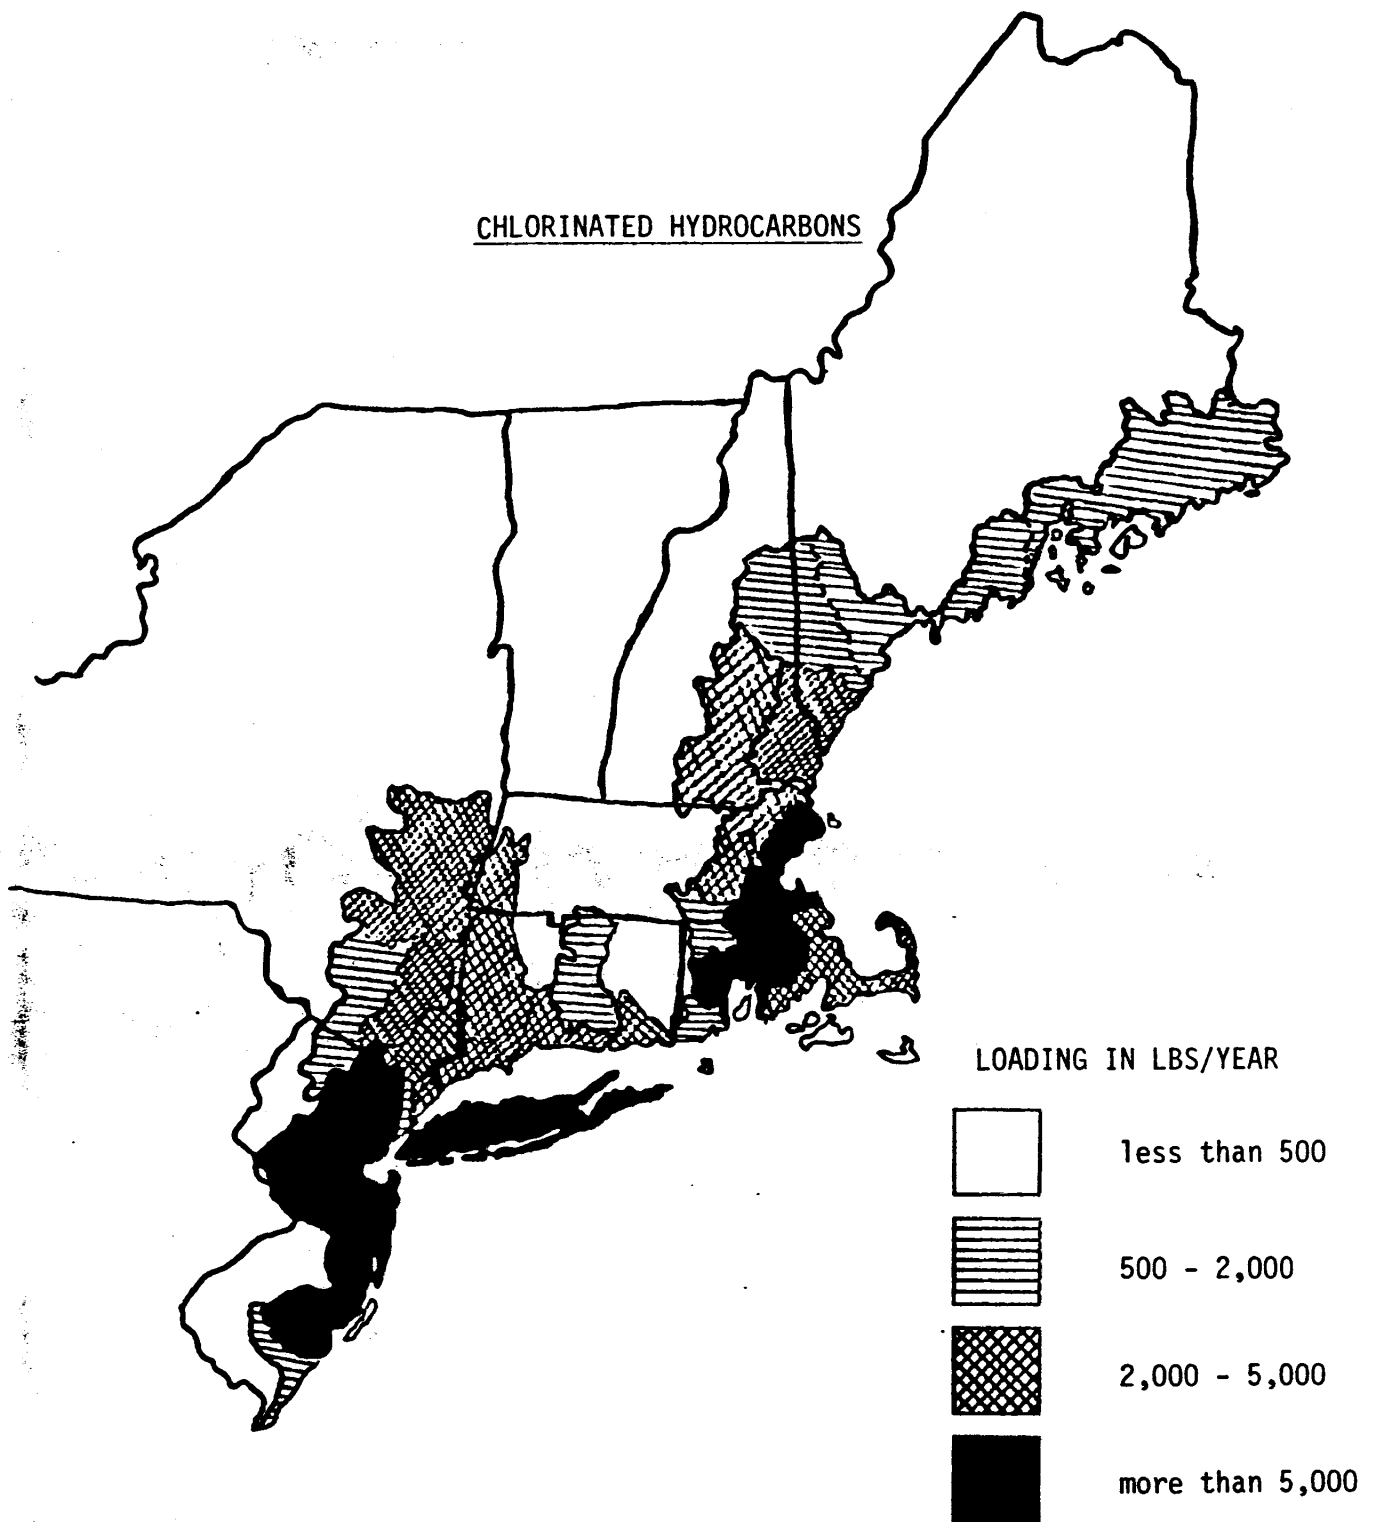 CHLORINATED HYDROCARBONS
LOADING IN LBS/YEAR
less than 500
500 - 2,000
2,000 - 5,000
more than 5,000